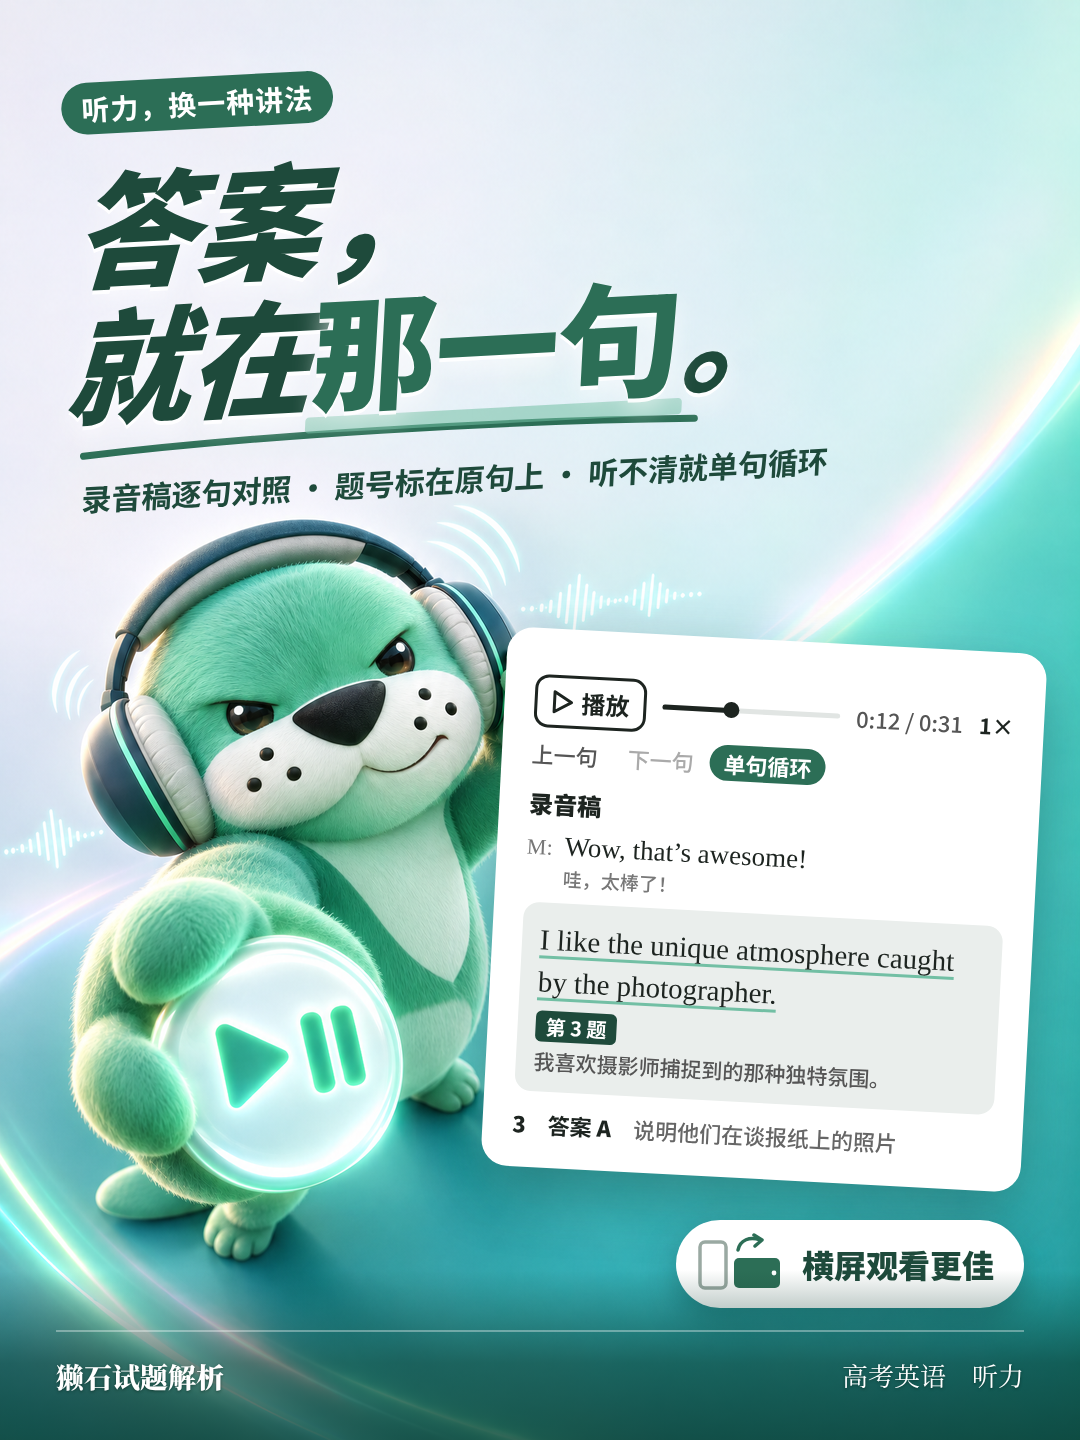 听力，换一种讲法
答案，
就在那一句。
录音稿逐句对照 · 题号标在原句上 · 听不清就单句循环
播放 0:12 / 0:31 1×
上一句 下一句 单句循环
录音稿
M: Wow, that’s awesome!
哇，太棒了！
I like the unique atmosphere caught
by the photographer.
第 3 题
我喜欢摄影师捕捉到的那种独特氛围。
3 答案 A 说明他们在谈报纸上的照片
横屏观看更佳
獭石试题解析
高考英语 听力